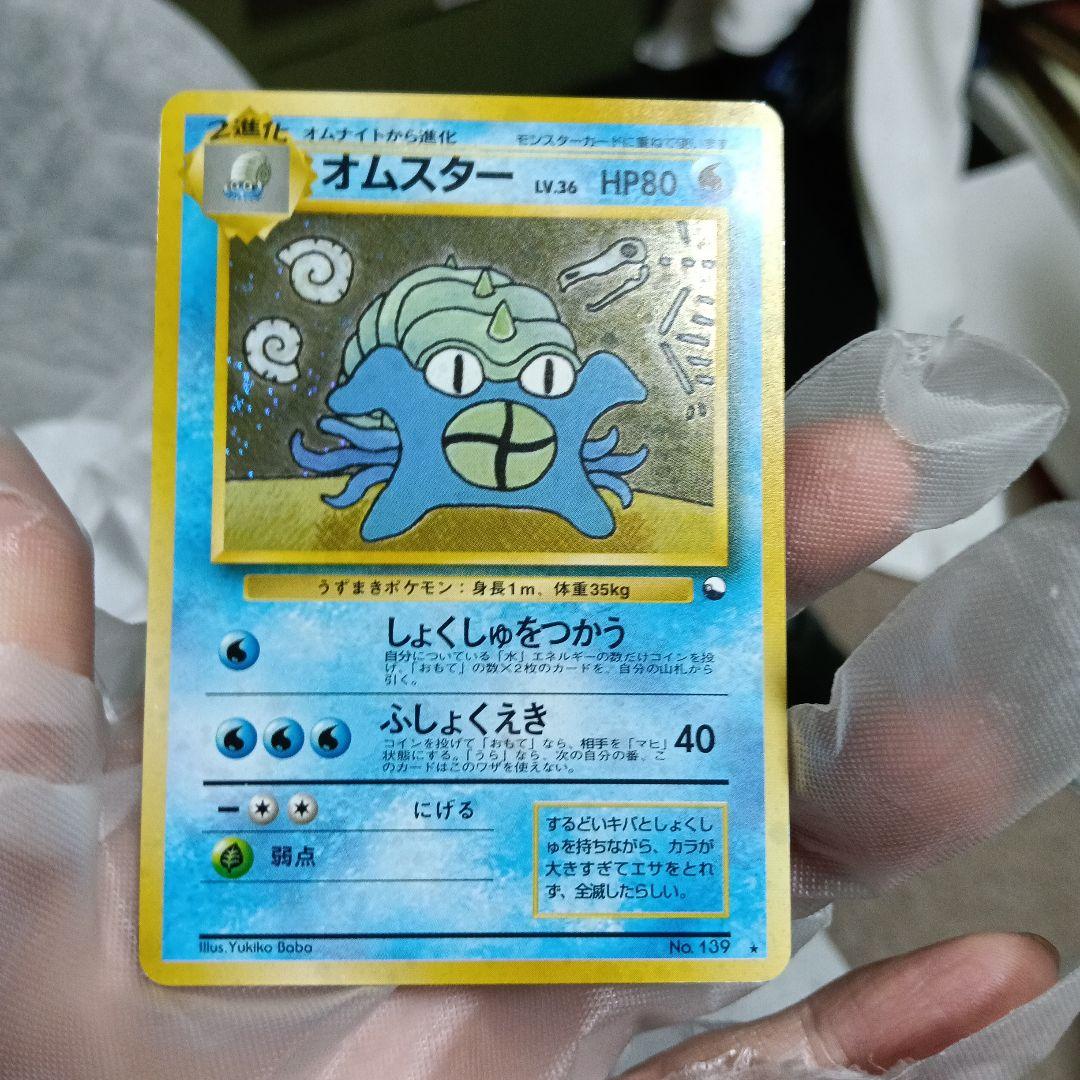 2進化 オムナイトから進化 モンスターカードに重ねて使います
オムスター LV.36 HP80
うずまきポケモン：身長1m、体重35kg
しょくしゅをつかう
自分についている「水」エネルギーの数だけコインを投
げ、「おもて」の数×2枚のカードを、自分の山札から
引く。
ふしょくえき 40
コインを投げて「おもて」なら、相手を「マヒ」
状態にする。「うら」なら、次の自分の番、こ
のカードはこのワザを使えない。
ー にげる
弱点
するどいキバとしょくし
ゅを持ちながら、カラが
大きすぎてエサをとれ
ず、全滅したらしい。
Illus.Yukiko Baba No. 139 ★